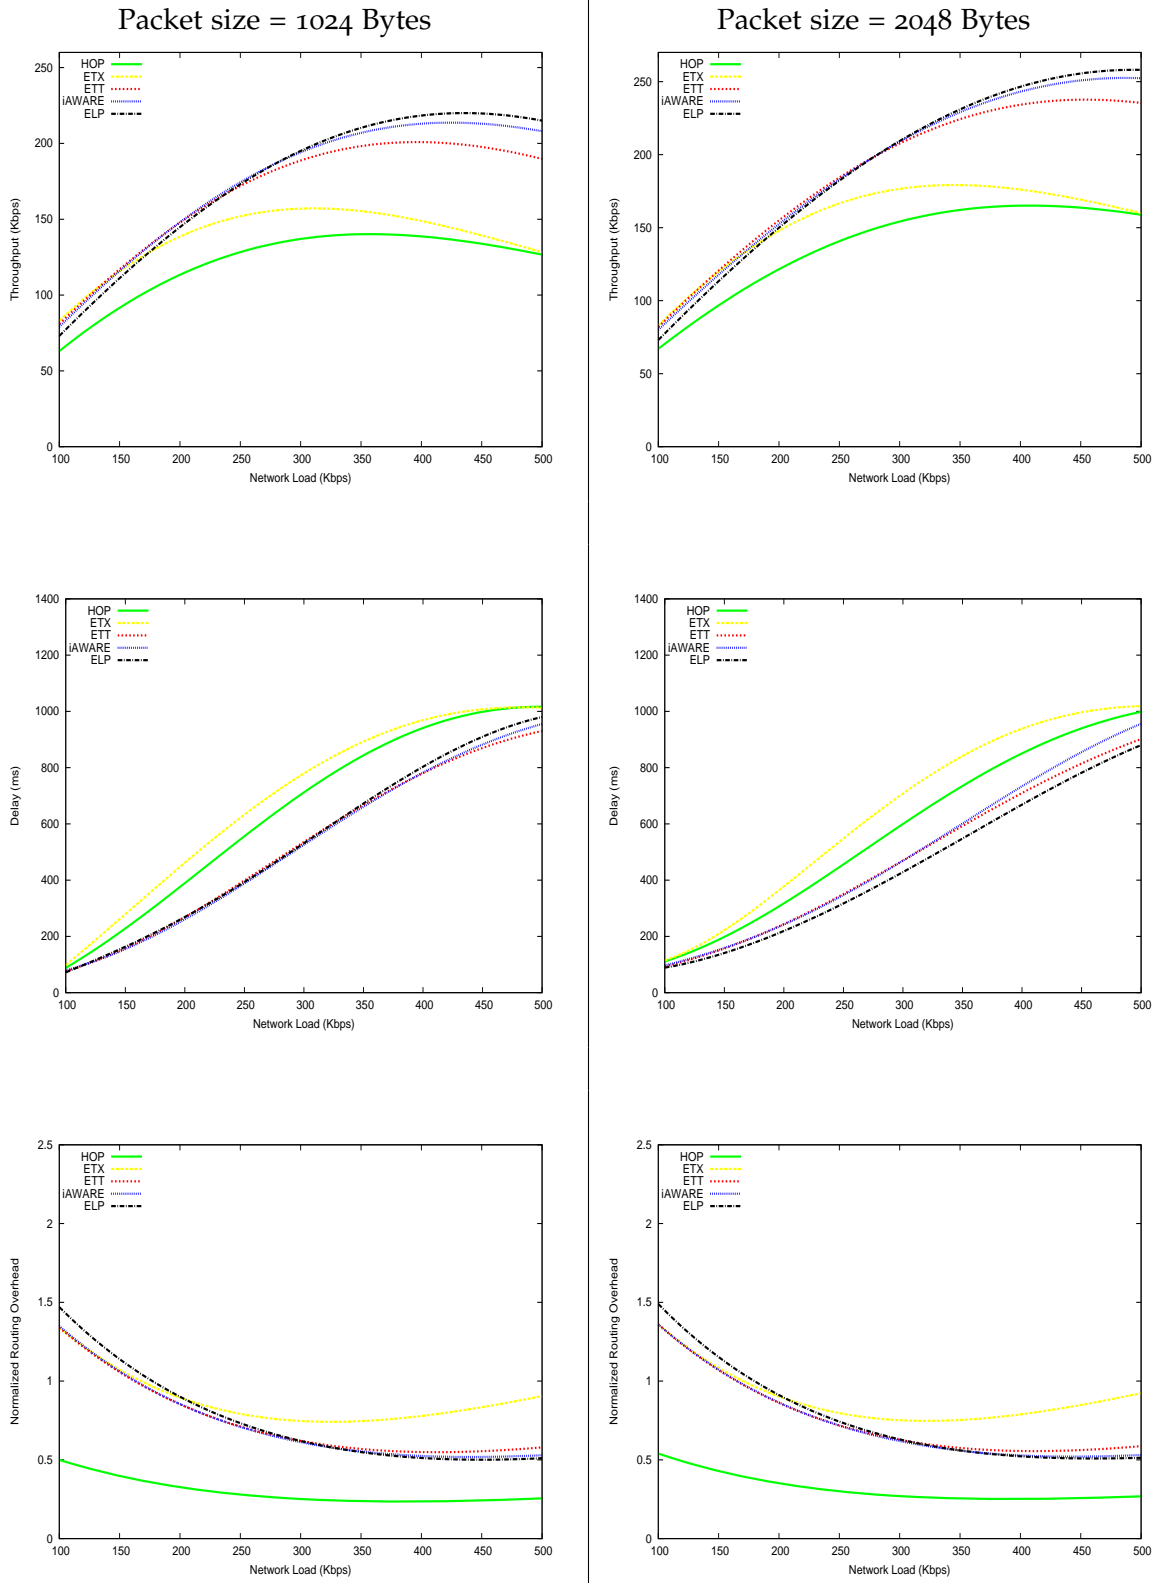 Packet size = 1024 Bytes
HOP
ETX
ETT
iAWARE
ELP
250
200
150
100
50
0
Throughput (Kbps)
100 150 200 250 300 350 400 450 500
Network Load (Kbps)
Packet size = 2048 Bytes
HOP
ETX
ETT
iAWARE
ELP
250
200
150
100
50
0
Throughput (Kbps)
100 150 200 250 300 350 400 450 500
Network Load (Kbps)
1400
1200
1000
800
600
400
200
0
HOP
ETX
ETT
iAWARE
ELP
Delay (ms)
100 150 200 250 300 350 400 450 500
Network Load (Kbps)
1400
1200
1000
800
600
400
200
0
HOP
ETX
ETT
iAWARE
ELP
Delay (ms)
100 150 200 250 300 350 400 450 500
Network Load (Kbps)
2.5
2
1.5
1
0.5
0
HOP
ETX
ETT
iAWARE
ELP
Normalized Routing Overhead
100 150 200 250 300 350 400 450 500
Network Load (Kbps)
2.5
2
1.5
1
0.5
0
HOP
ETX
ETT
iAWARE
ELP
Normalized Routing Overhead
100 150 200 250 300 350 400 450 500
Network Load (Kbps)